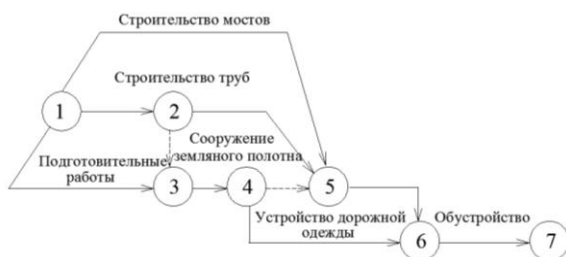 Строительство мостов
Строительство труб
1
2
Сооружение
земляного полотна
Подготовительные
работы
3
4
5
Устройство дорожной
одежды
Обустройство
6
7